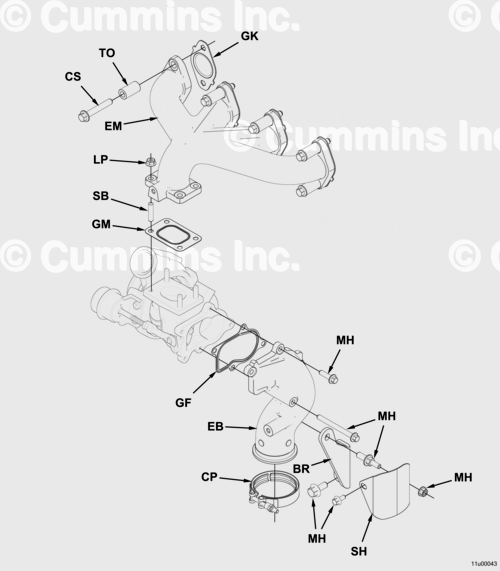 © Cummins Inc.
© Cummins Inc.
GK
TO
CS
EM
© Cummins Inc.
LP
SB
GM
© Cummins Inc.
MH
GF
MH
EB
MH
BR
CP
MH
MH
SH
11u00043